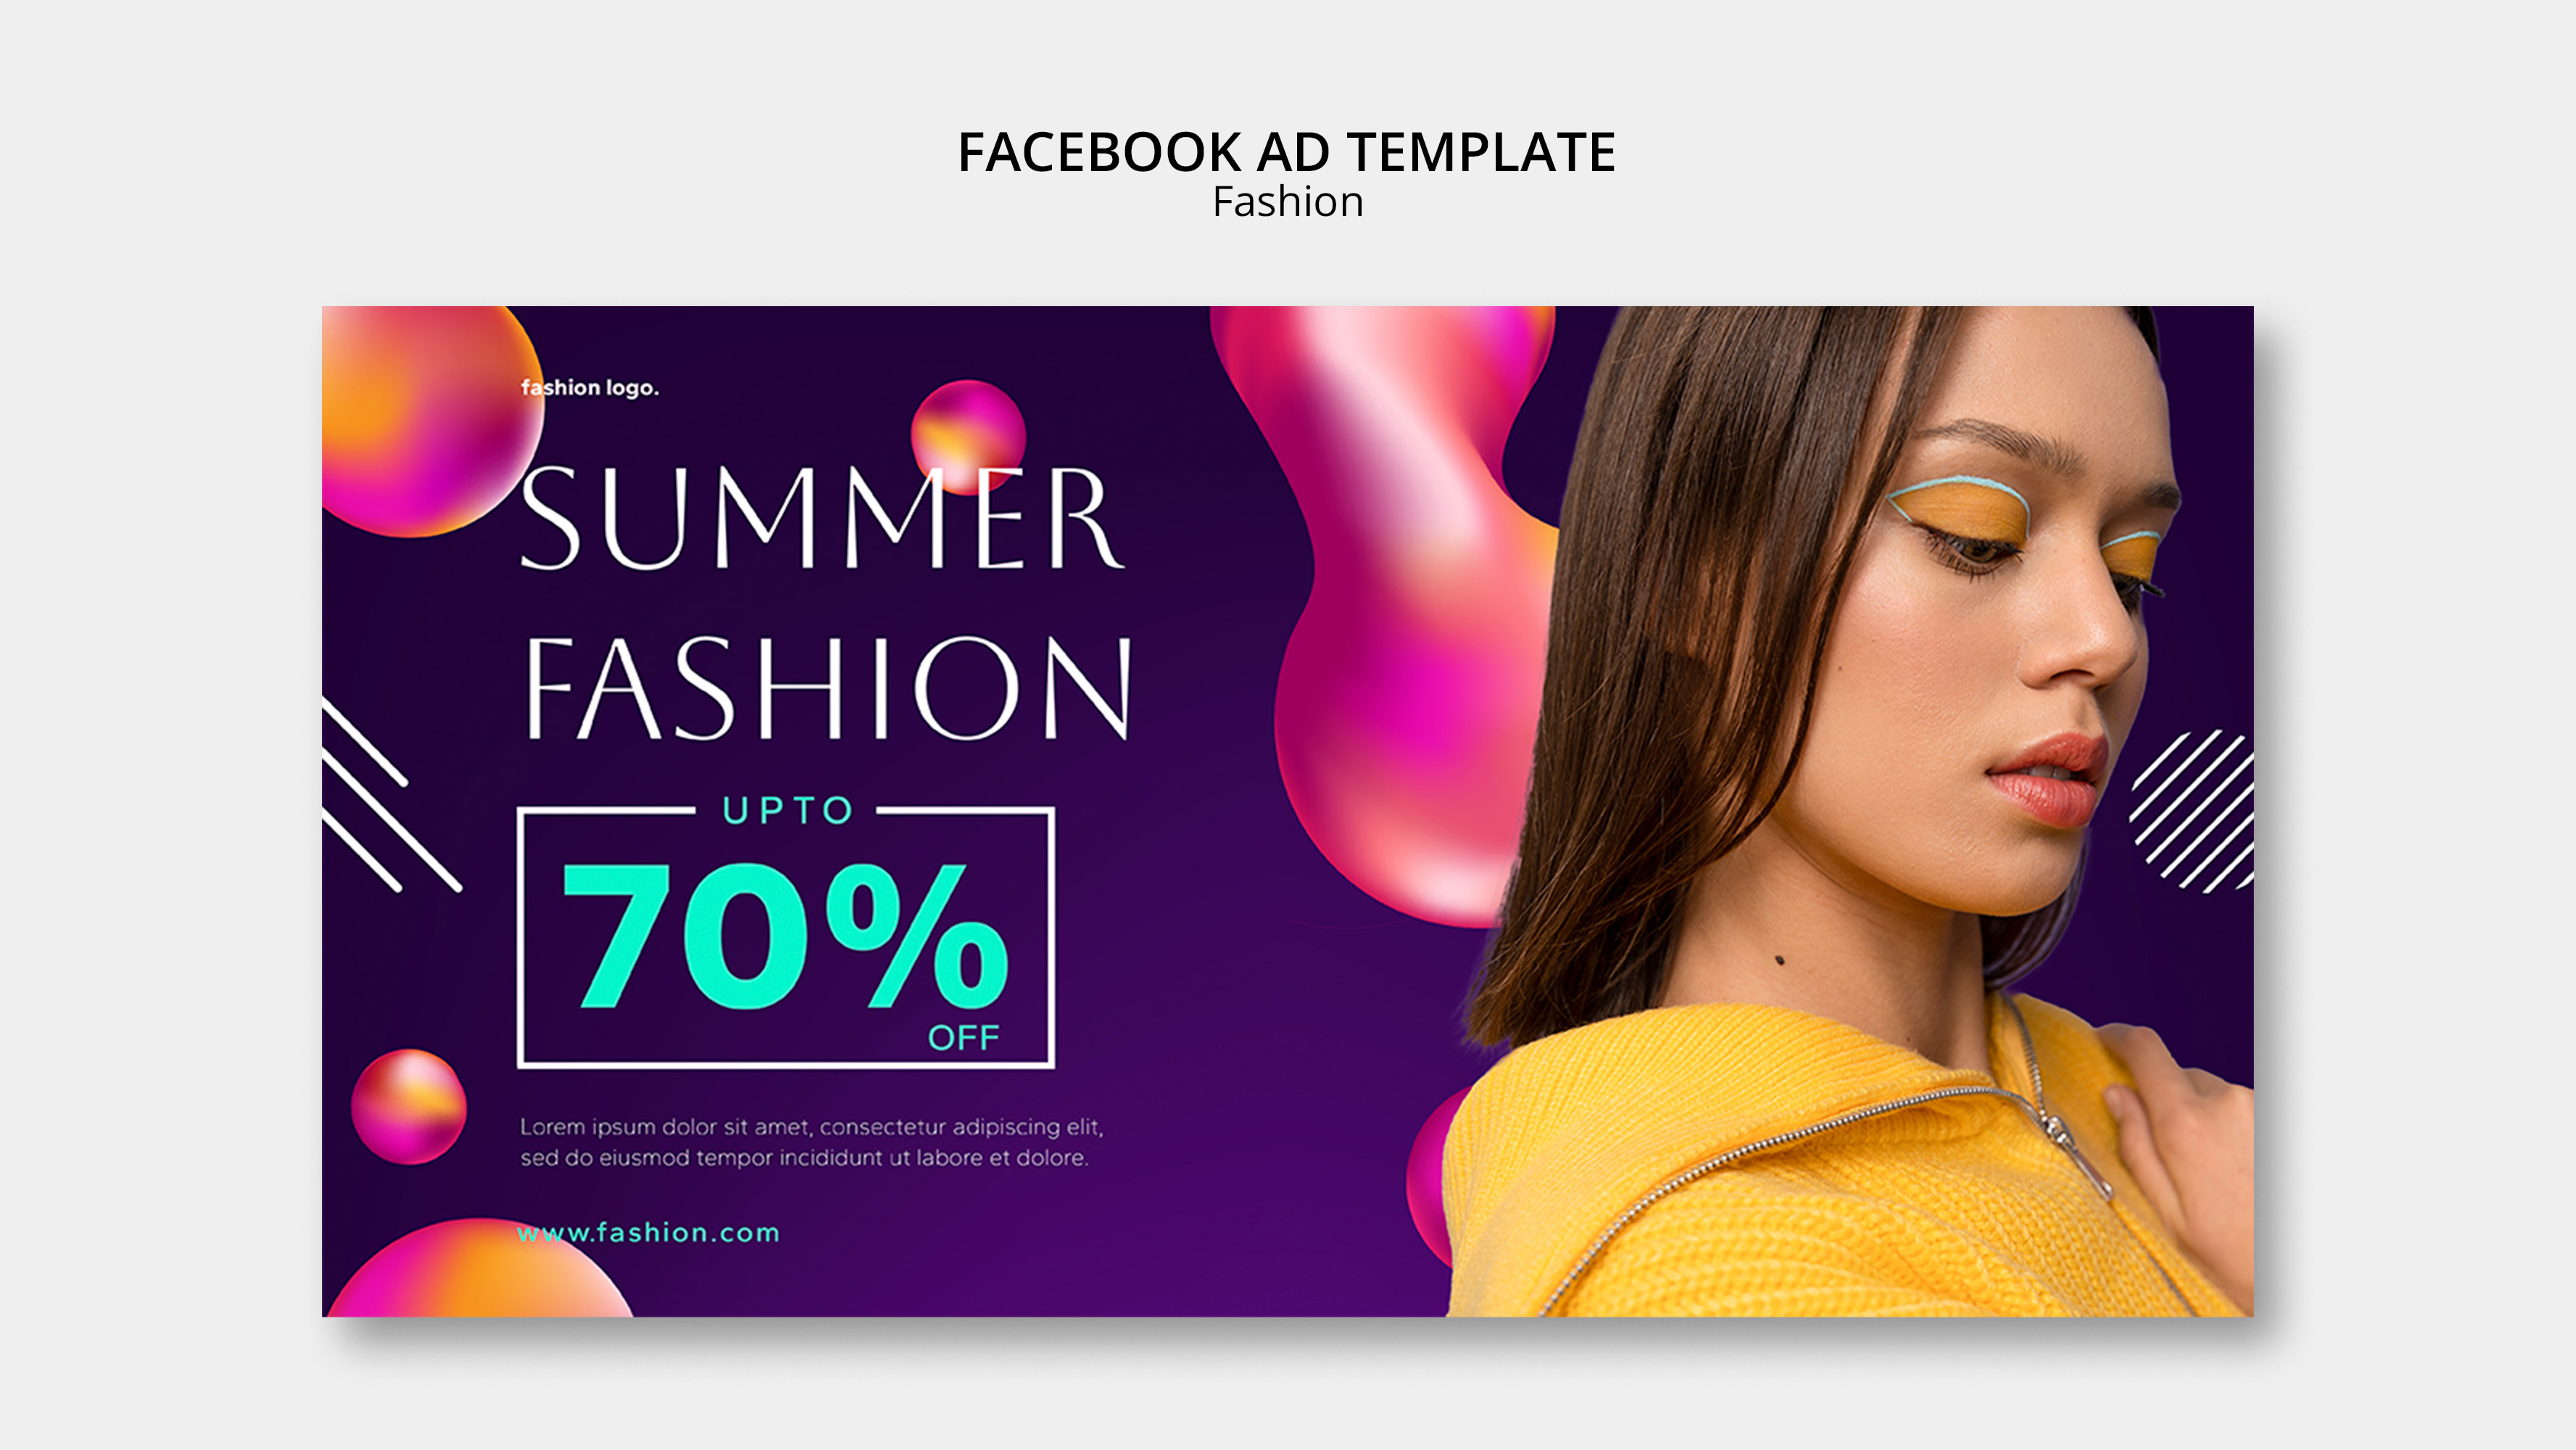 FACEBOOK AD TEMPLATE
Fashion
fashion logo.
SUMMER
FASHION
UPTO
70%
OFF
Lorem ipsum dolor sit amet, consectetur adipiscing elit,
sed do eiusmod tempor incididunt ut labore et dolore.
www.fashion.com